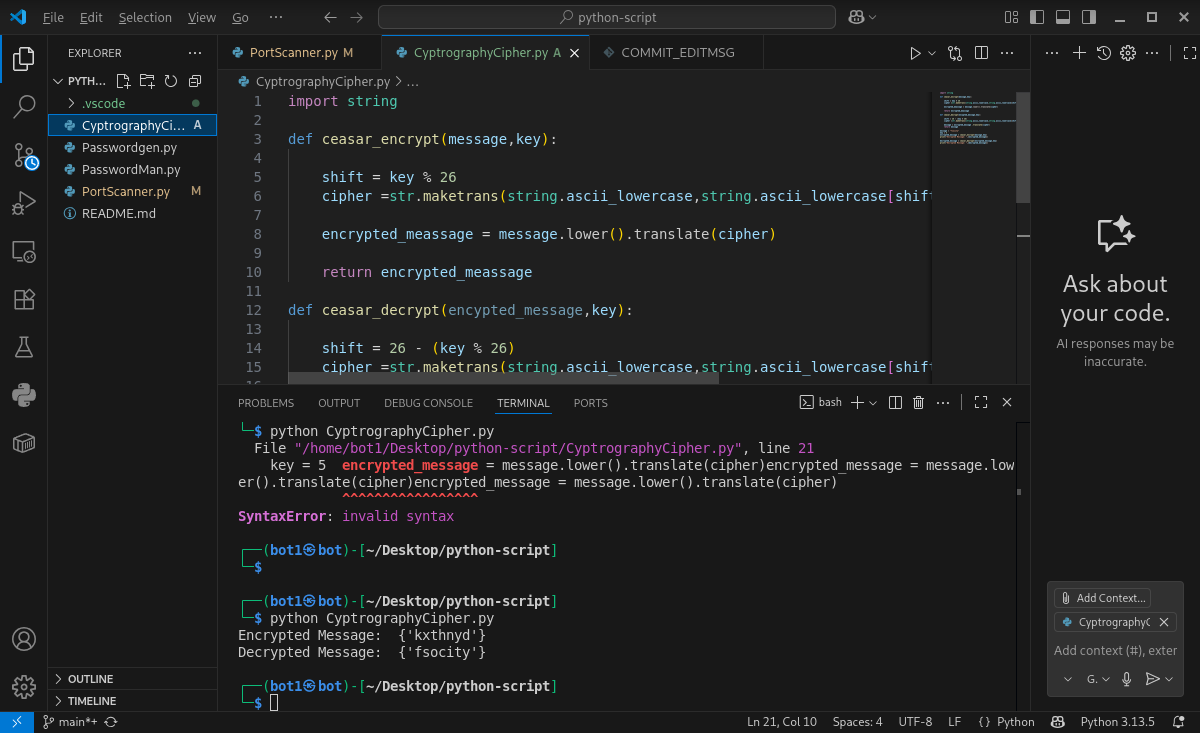 File Edit Selection View Go ··· python-script
EXPLORER ···
PYTH...
.vscode
CyptrographyCi... A
Passwordgen.py
PasswordMan.py
PortScanner.py M
README.md
OUTLINE
TIMELINE
PortScanner.py M CyptrographyCipher.py A COMMIT_EDITMSG
CyptrographyCipher.py > ...
1 import string
2
3 def ceasar_encrypt(message,key):
4
5 shift = key % 26
6 cipher =str.maketrans(string.ascii_lowercase,string.ascii_lowercase[shift
7
8 encrypted_meassage = message.lower().translate(cipher)
9
10 return encrypted_meassage
11
12 def ceasar_decrypt(encypted_message,key):
13
14 shift = 26 - (key % 26)
15 cipher =str.maketrans(string.ascii_lowercase,string.ascii_lowercase[shift
16
PROBLEMS OUTPUT DEBUG CONSOLE TERMINAL PORTS bash
└─$ python CyptrographyCipher.py
File "/home/bot1/Desktop/python-script/CyptrographyCipher.py", line 21
key = 5 encrypted_message = message.lower().translate(cipher)encrypted_message = message.low
er().translate(cipher)encrypted_message = message.lower().translate(cipher)
^^^^^^^^^^^^^^^^^
SyntaxError: invalid syntax
┌──(bot1㉿bot)-[~/Desktop/python-script]
└─$
┌──(bot1㉿bot)-[~/Desktop/python-script]
└─$ python CyptrographyCipher.py
Encrypted Message: {'kxthnyd'}
Decrypted Message: {'fsocity'}
┌──(bot1㉿bot)-[~/Desktop/python-script]
└─$
Ask about
your code.
AI responses may be
inaccurate.
Add Context...
CyptrographyC
Add context (#), exter
G.
main*+ Ln 21, Col 10 Spaces: 4 UTF-8 LF {} Python Python 3.13.5